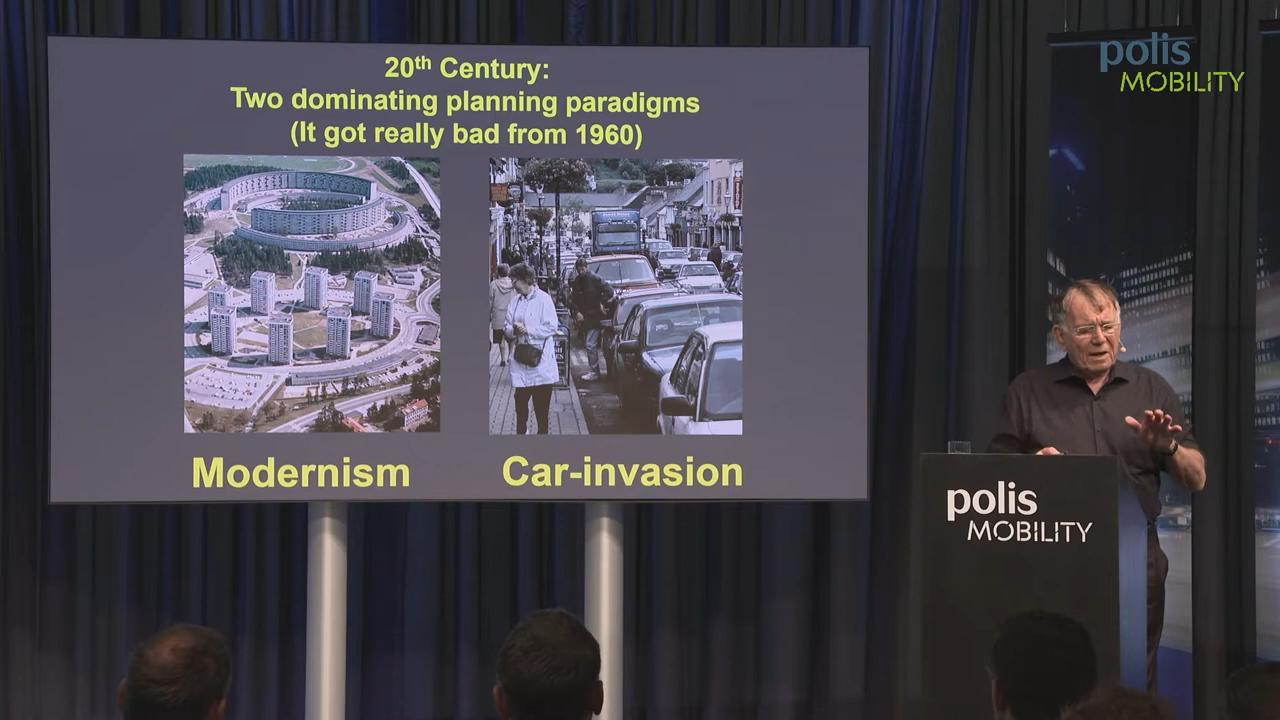 20th Century:
Two dominating planning paradigms
(It got really bad from 1960)
Modernism
Car-invasion
polis
MOBILITY
polis
MOBILITY